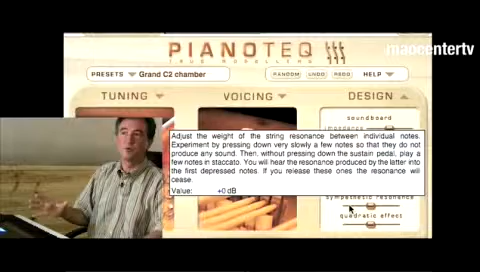 maccentertv
PIANOTEQ
TRUE MODELLING
PRESETS Grand C2 chamber
RANDOM UNDO REDO HELP
TUNING VOICING DESIGN
soundboard
impedance
Adjust the weight of the string resonance between individual notes.
Experiment by pressing down very slowly a few notes so that they do not
produce any sound. Then, without pressing the sustain pedal, play a
few notes in staccato. You will hear the resonance produced by the latter into
the first depressed notes. If you release these ones the resonance will
cease.
Value: +0 dB
sympathetic resonance
quadratic effect